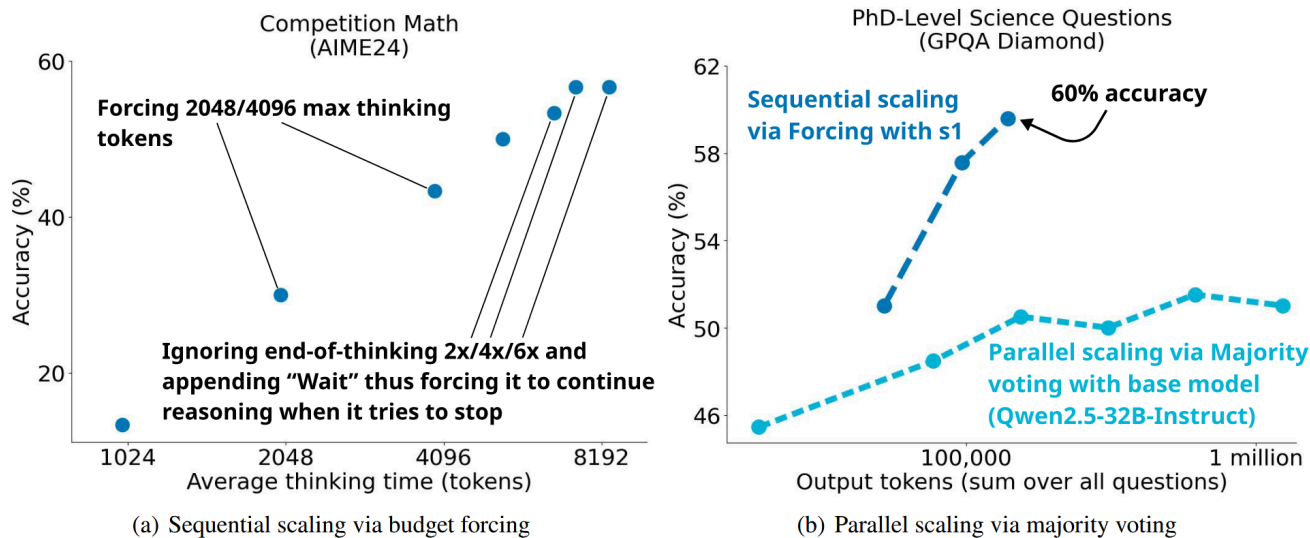 Competition Math
(AIME24)
60
40
20
Accuracy (%)
Forcing 2048/4096 max thinking
tokens
Ignoring end-of-thinking 2x/4x/6x and
appending “Wait” thus forcing it to continue
reasoning when it tries to stop
1024
2048
4096
8192
Average thinking time (tokens)
(a) Sequential scaling via budget forcing
PhD-Level Science Questions
(GPQA Diamond)
62
58
54
50
46
Accuracy (%)
Sequential scaling
via Forcing with s1
60% accuracy
Parallel scaling via Majority
voting with base model
(Qwen2.5-32B-Instruct)
100,000
1 million
Output tokens (sum over all questions)
(b) Parallel scaling via majority voting